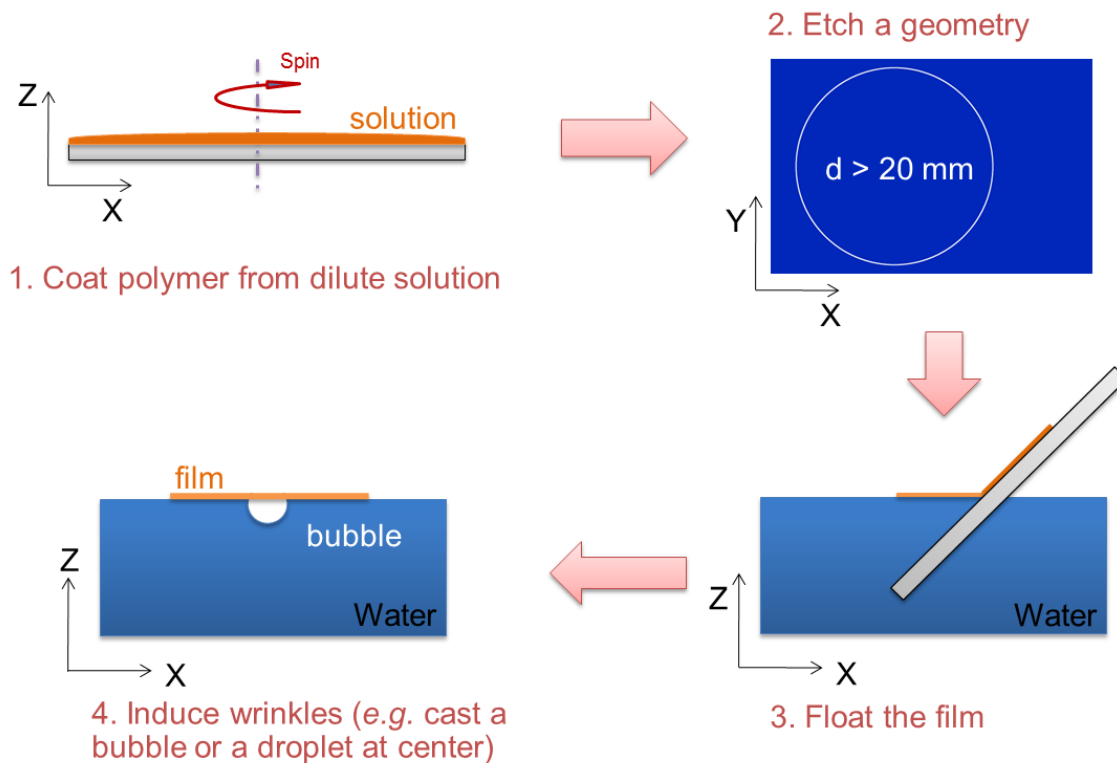 Z
Spin
solution
X
1. Coat polymer from dilute solution
2. Etch a geometry
d > 20 mm
Y
X
film
bubble
Z
Water
X
4. Induce wrinkles (e.g. cast a
bubble or a droplet at center)
Z
Water
X
3. Float the film